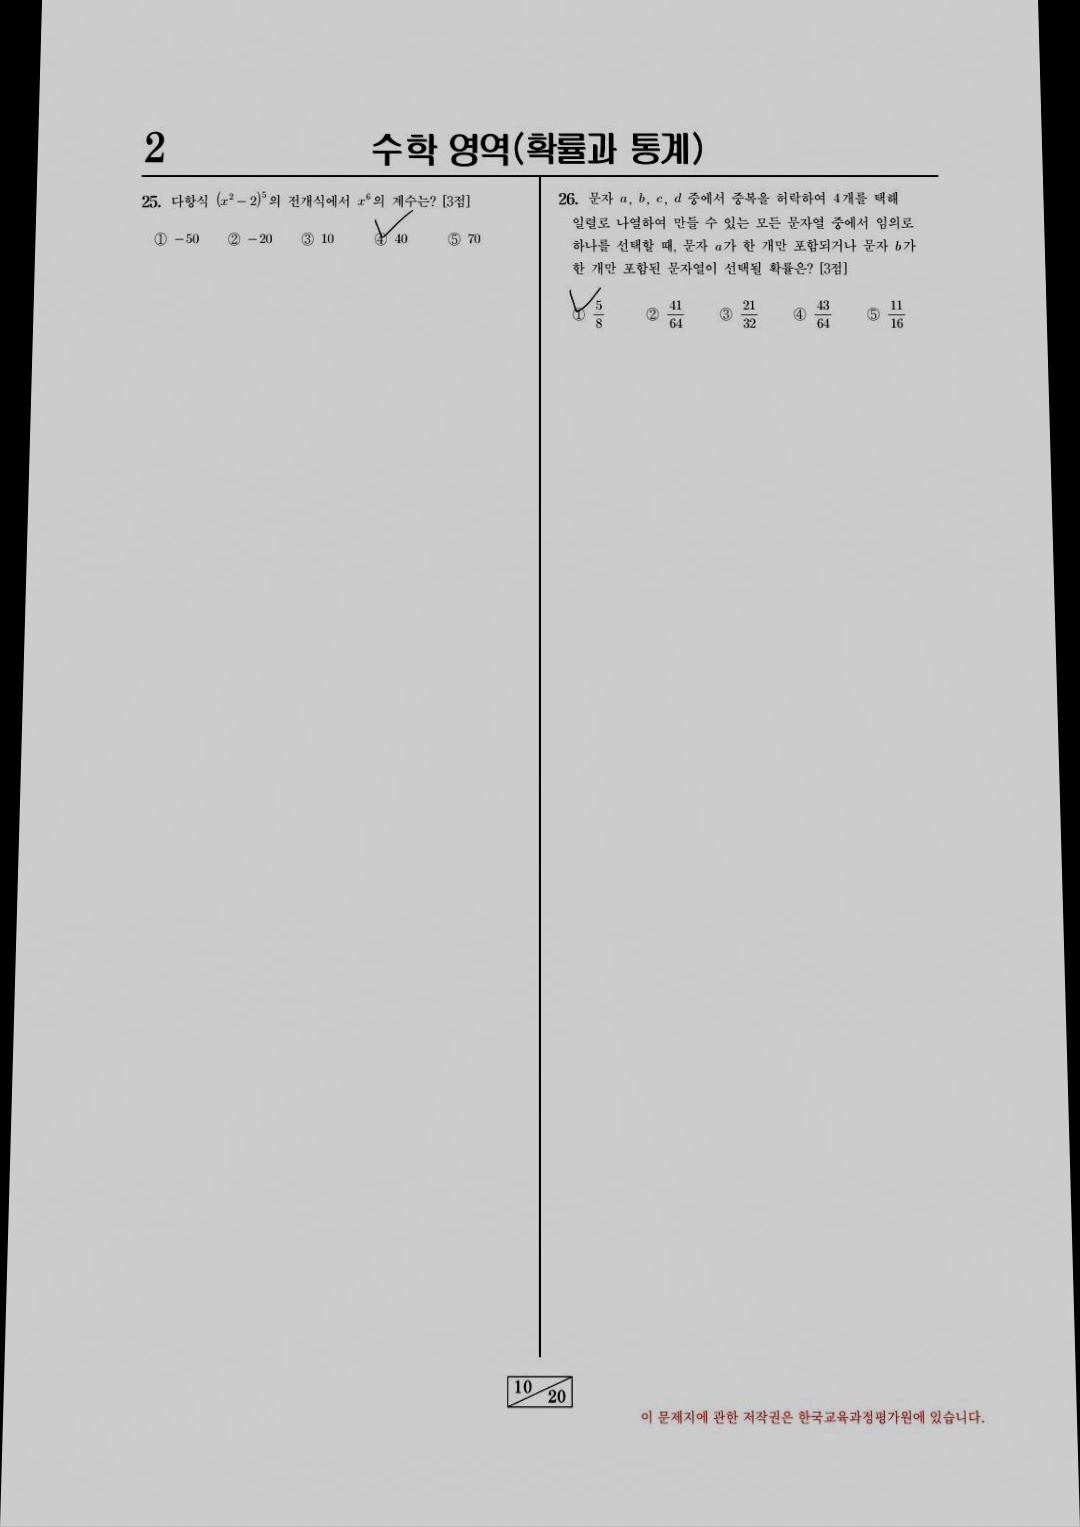 2
수학 영역(확률과 통계)
25. 다항식 (x² − 2)⁵의 전개식에서 x⁶의 계수는? [3점]
① −50 ② −20 ③ 10 ④ 40 ⑤ 70
26. 문자 a, b, c, d 중에서 중복을 허락하여 4개를 택해
일렬로 나열하여 만들 수 있는 모든 문자열 중에서 임의로
하나를 선택할 때, 문자 a가 한 개만 포함되거나 문자 b가
한 개만 포함된 문자열이 선택될 확률은? [3점]
① 5/8 ② 41/64 ③ 21/32 ④ 43/64 ⑤ 11/16
10
20
이 문제지에 관한 저작권은 한국교육과정평가원에 있습니다.